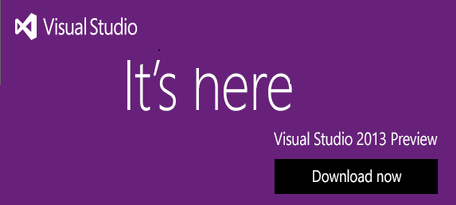 Visual Studio
It's here
Visual Studio 2013 Preview
Download now